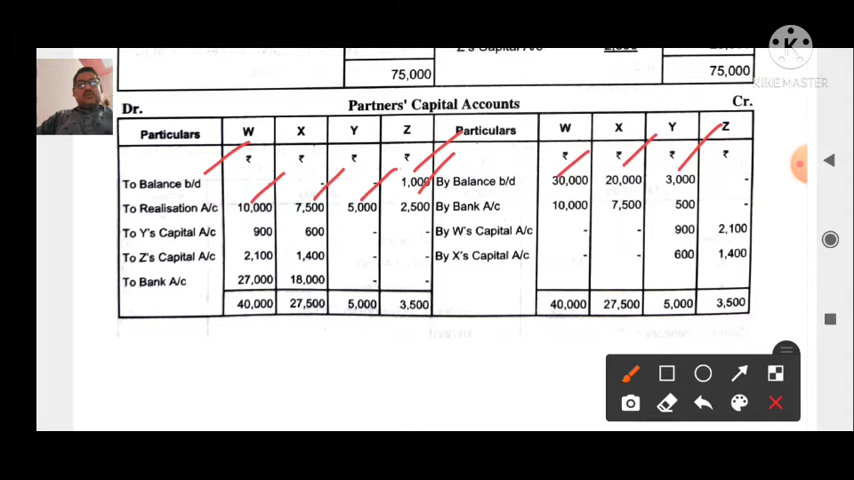 Z's Capital A/c
75,000 75,000
KINEMASTER
Dr. Partners' Capital Accounts Cr.
Particulars W X Y Z Particulars W X Y Z
₹ ₹ ₹ ₹ ₹ ₹ ₹ ₹
To Balance b/d - - - 1,000 By Balance b/d 30,000 20,000 3,000 -
To Realisation A/c 10,000 7,500 5,000 2,500 By Bank A/c 10,000 7,500 500 -
To Y's Capital A/c 900 600 - - By W's Capital A/c - - 900 2,100
To Z's Capital A/c 2,100 1,400 - - By X's Capital A/c - - 600 1,400
To Bank A/c 27,000 18,000 - -
40,000 27,500 5,000 3,500 40,000 27,500 5,000 3,500